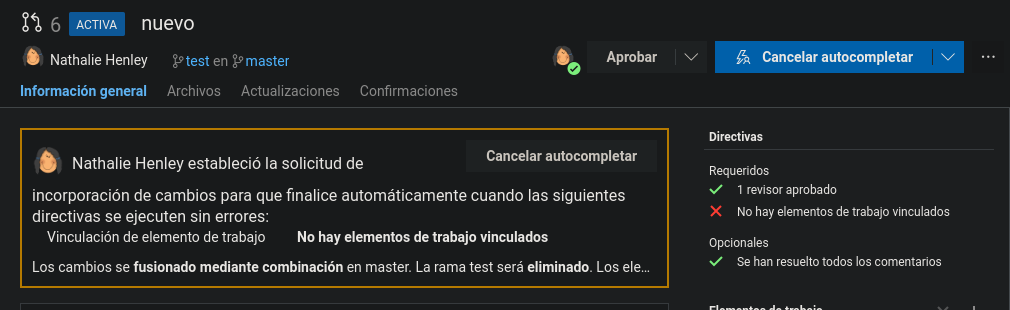 6 ACTIVA nuevo
Nathalie Henley test en master Aprobar Cancelar autocompletar
Información general Archivos Actualizaciones Confirmaciones
Nathalie Henley estableció la solicitud de
Cancelar autocompletar
incorporación de cambios para que finalice automáticamente cuando las siguientes
directivas se ejecuten sin errores:
Vinculación de elemento de trabajo No hay elementos de trabajo vinculados
Los cambios se fusionado mediante combinación en master. La rama test será eliminado. Los ele...
Directivas
Requeridos
1 revisor aprobado
No hay elementos de trabajo vinculados
Opcionales
Se han resuelto todos los comentarios
Elementos de trabajo